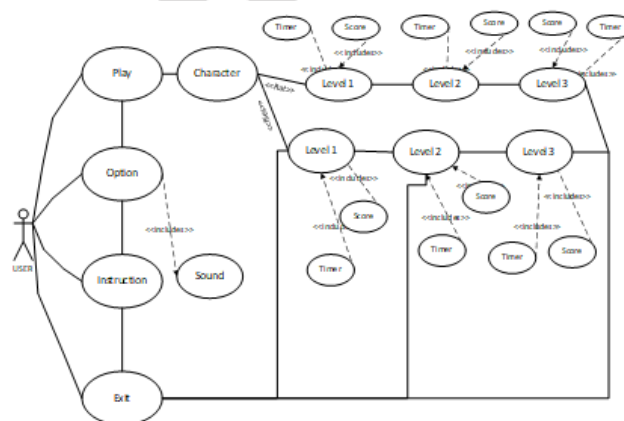 Timer
Score
Timer
Score
Score
Timer
<<includes>>
<<includes>>
<<includes>>
Play
Character
Level 1
Level 2
Level 3
Level 1
Level 2
Level 3
Option
<<includes>>
Score
Score
<<includes>>
<<includes>>
<<includes>>
<<includes>>
USER
Timer
Timer
Score
Instruction
Sound
Timer
Exit